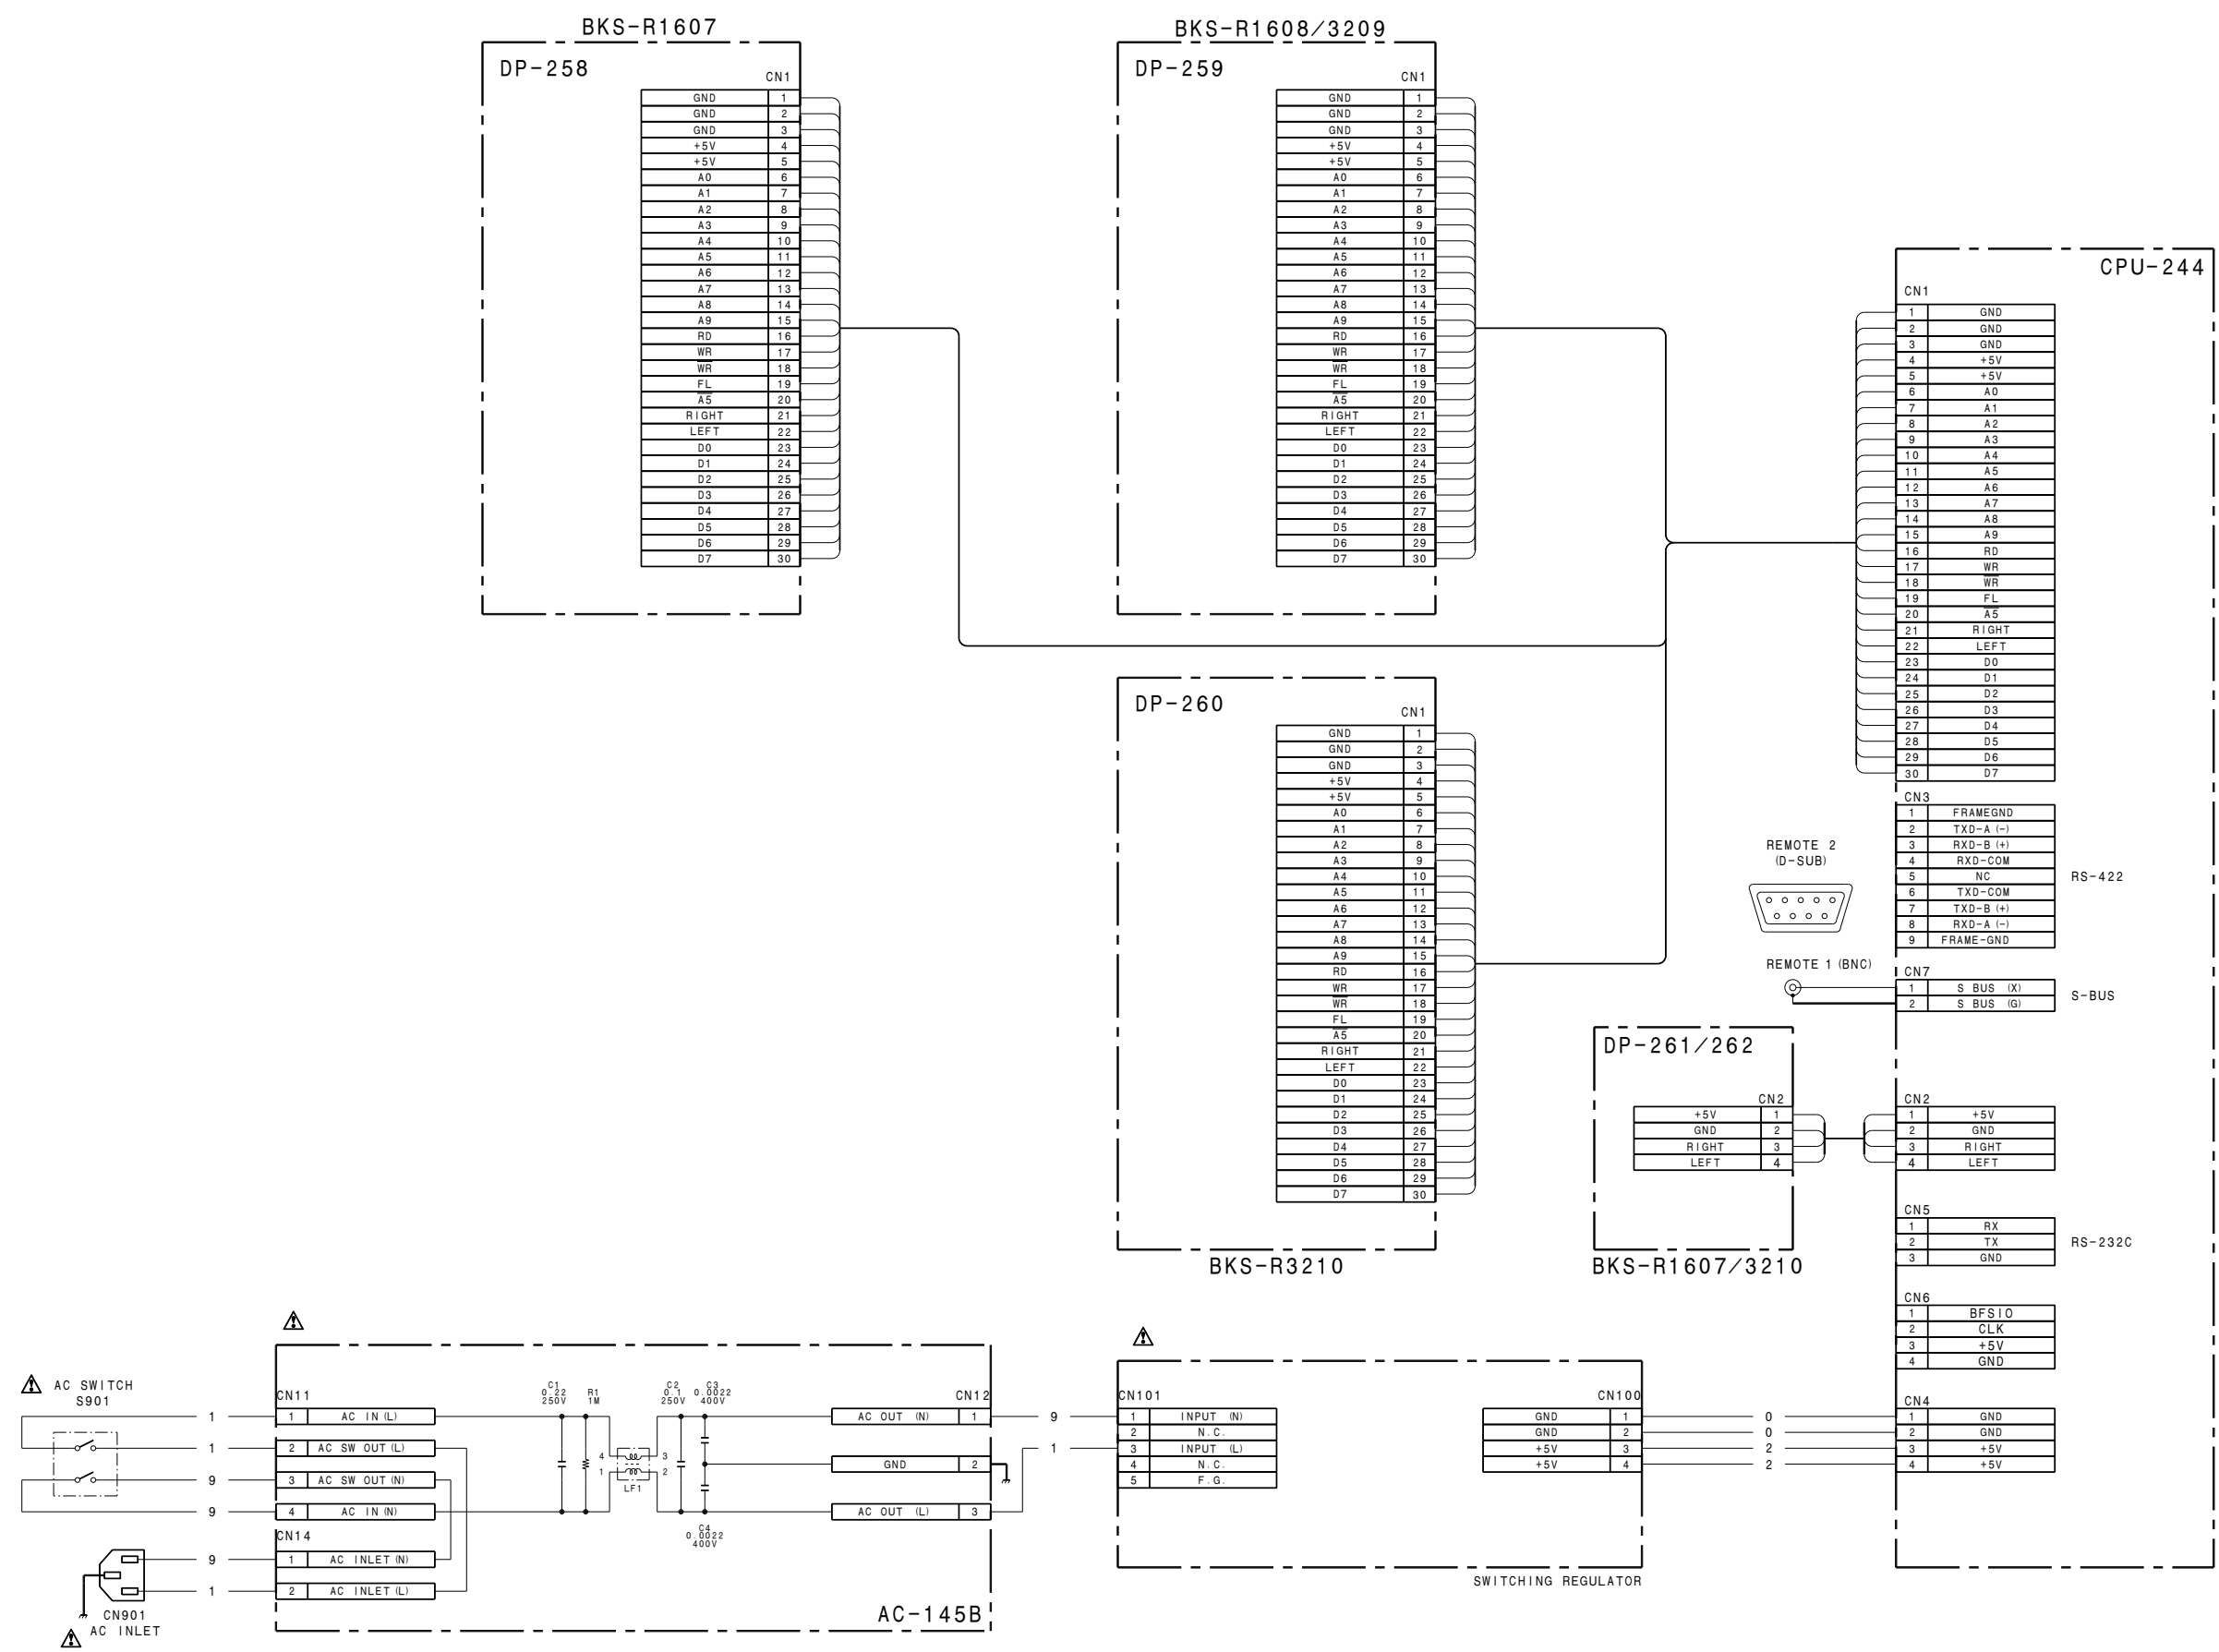 BKS-R1607
DP-258
CN1
GND 1
GND 2
GND 3
+5V 4
+5V 5
A0 6
A1 7
A2 8
A3 9
A4 10
A5 11
A6 12
A7 13
A8 14
A9 15
RD 16
WR 17
W̅R̅ 18
FL 19
A̅5̅ 20
RIGHT 21
LEFT 22
D0 23
D1 24
D2 25
D3 26
D4 27
D5 28
D6 29
D7 30
BKS-R1608/3209
DP-259
CN1
GND 1
GND 2
GND 3
+5V 4
+5V 5
A0 6
A1 7
A2 8
A3 9
A4 10
A5 11
A6 12
A7 13
A8 14
A9 15
RD 16
WR 17
W̅R̅ 18
FL 19
A̅5̅ 20
RIGHT 21
LEFT 22
D0 23
D1 24
D2 25
D3 26
D4 27
D5 28
D6 29
D7 30
DP-260
CN1
GND 1
GND 2
GND 3
+5V 4
+5V 5
A0 6
A1 7
A2 8
A3 9
A4 10
A5 11
A6 12
A7 13
A8 14
A9 15
RD 16
WR 17
W̅R̅ 18
FL 19
A̅5̅ 20
RIGHT 21
LEFT 22
D0 23
D1 24
D2 25
D3 26
D4 27
D5 28
D6 29
D7 30
BKS-R3210
CPU-244
CN1
1 GND
2 GND
3 GND
4 +5V
5 +5V
6 A0
7 A1
8 A2
9 A3
10 A4
11 A5
12 A6
13 A7
14 A8
15 A9
16 RD
17 WR
18 W̅R̅
19 FL
20 A̅5̅
21 RIGHT
22 LEFT
23 D0
24 D1
25 D2
26 D3
27 D4
28 D5
29 D6
30 D7
REMOTE 2
(D-SUB)
CN3
1 FRAMEGND
2 TXD-A (-)
3 RXD-B (+)
4 RXD-COM
5 NC
6 TXD-COM
7 TXD-B (+)
8 RXD-A (-)
9 FRAME-GND
RS-422
REMOTE 1 (BNC)
CN7
1 S BUS (X)
2 S BUS (G)
S-BUS
DP-261/262
CN2
+5V 1
GND 2
RIGHT 3
LEFT 4
BKS-R1607/3210
CN2
1 +5V
2 GND
3 RIGHT
4 LEFT
CN5
1 RX
2 TX
3 GND
RS-232C
CN6
1 BFSIO
2 CLK
3 +5V
4 GND
CN4
1 GND
2 GND
3 +5V
4 +5V
AC SWITCH
S901
1
1
9
9
CN11
1 AC IN (L)
2 AC SW OUT (L)
3 AC SW OUT (N)
4 AC IN (N)
CN14
9
1 AC INLET (N)
1
2 AC INLET (L)
CN901
AC INLET
C1
0.22
250V
R1
1M
C2
0.1
250V
C3
0.0022
400V
4 3
1 2
LF1
C4
0.0022
400V
CN12
AC OUT (N) 1
GND 2
AC OUT (L) 3
AC-145B
9
1
CN101
1 INPUT (N)
2 N.C.
3 INPUT (L)
4 N.C.
5 F.G.
CN100
GND 1
GND 2
+5V 3
+5V 4
0
0
2
2
SWITCHING REGULATOR